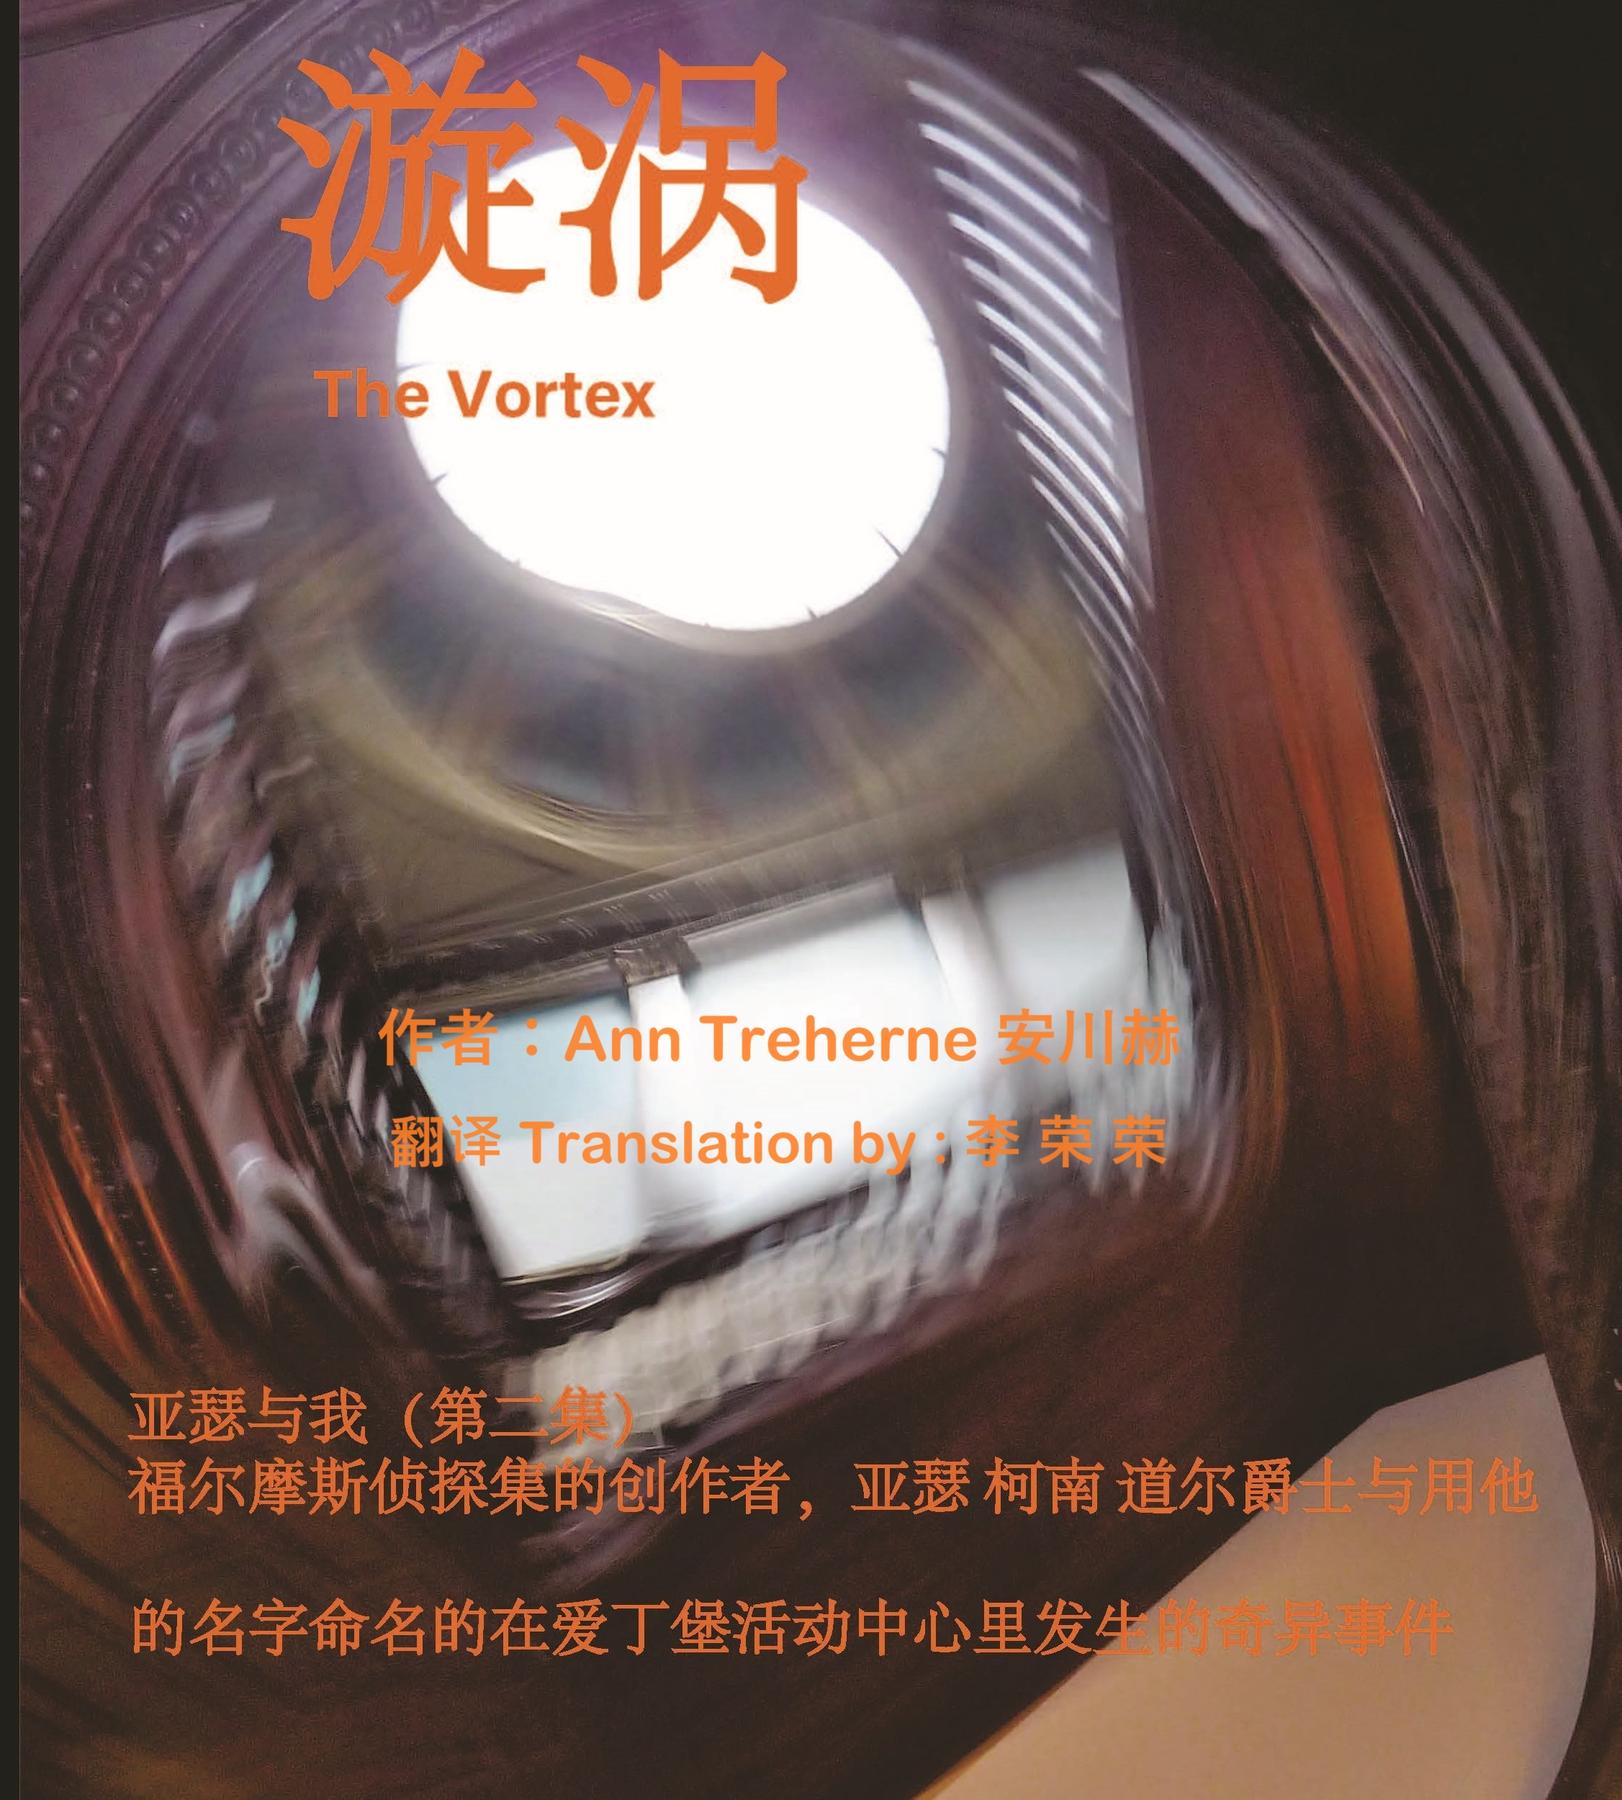 漩涡
The Vortex
作者：Ann Treherne 安川赫
翻译 Translation by : 李 荣 荣
亚瑟与我（第二集）
福尔摩斯侦探集的创作者，亚瑟 柯南 道尔爵士与用他
的名字命名的在爱丁堡活动中心里发生的奇异事件